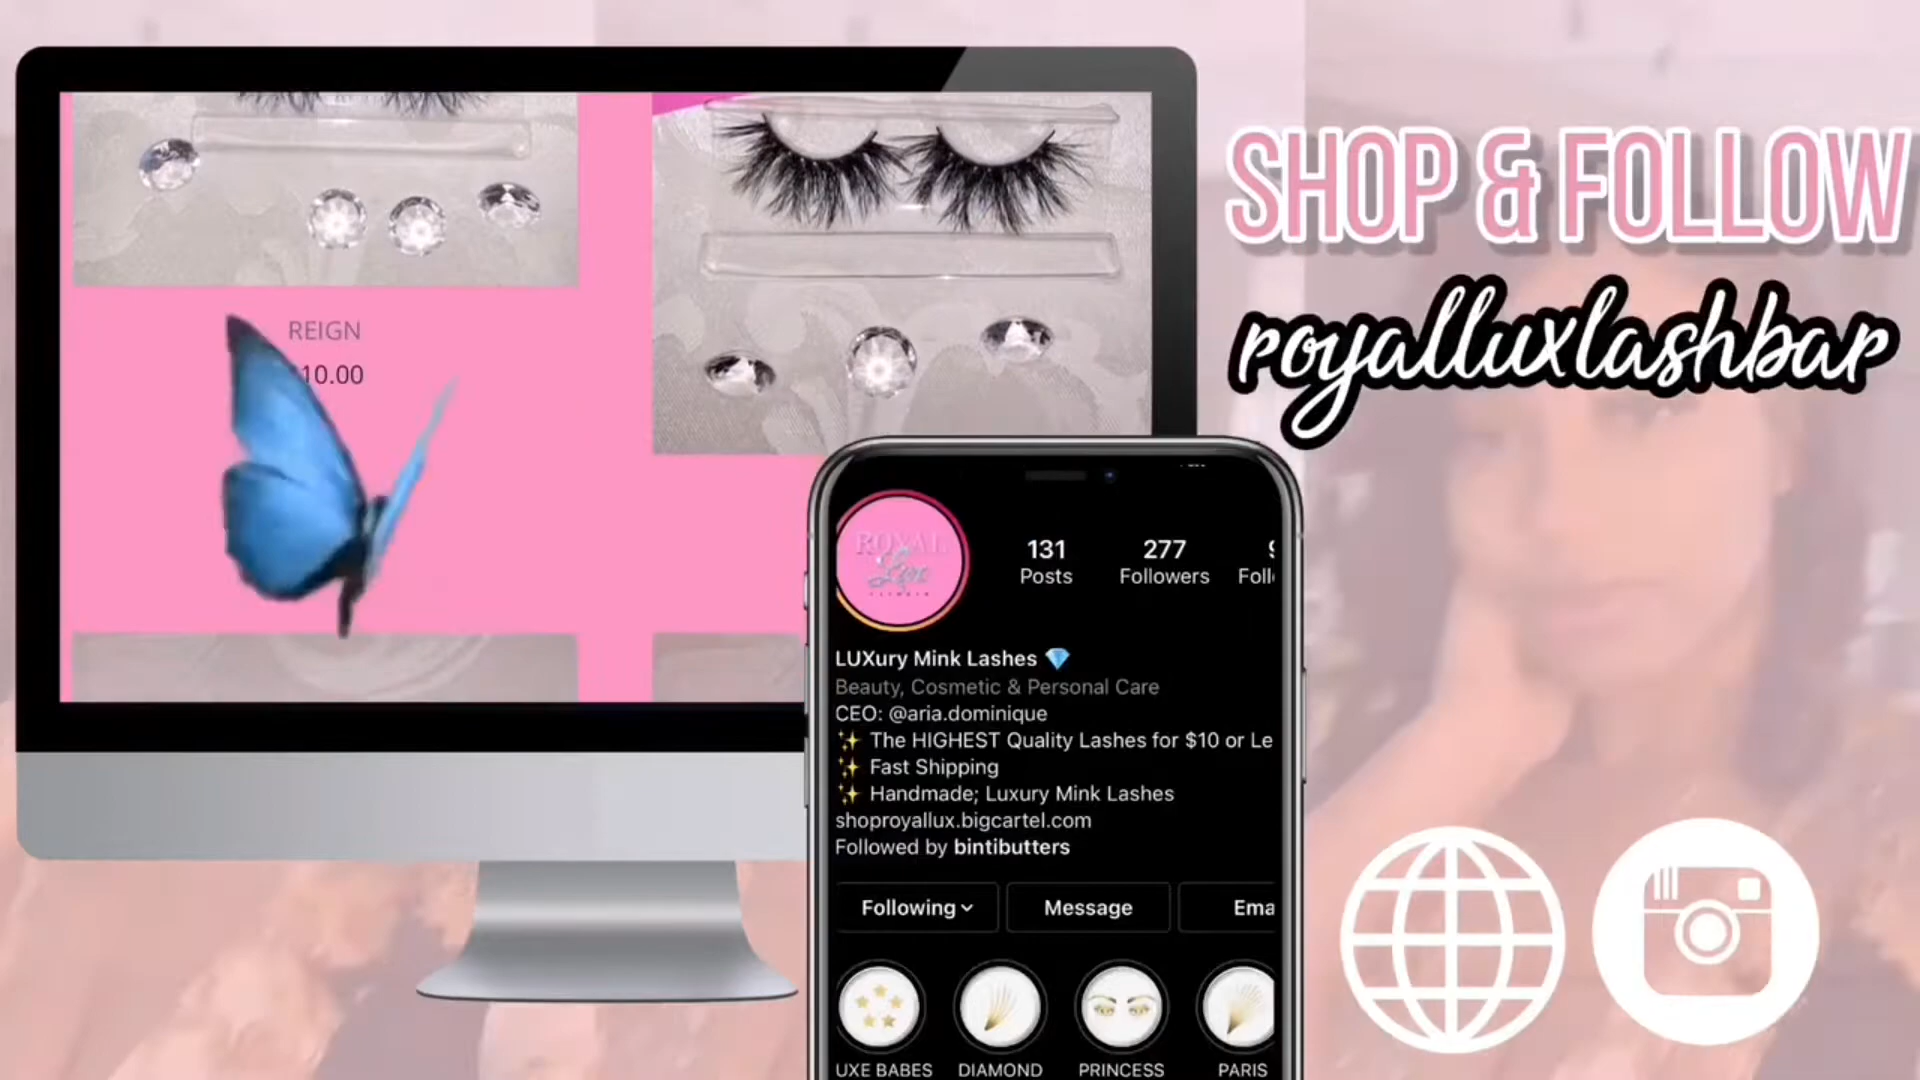 REIGN
10.00
SHOP & FOLLOW
royalluxlashbar
ROYAL
Lux
131
Posts
277
Followers
LUXury Mink Lashes 💎
Beauty, Cosmetic & Personal Care
CEO: @aria.dominique
✨ The HIGHEST Quality Lashes for $10 or Le
✨ Fast Shipping
✨ Handmade; Luxury Mink Lashes
shoproyallux.bigcartel.com
Followed by bintibutters
Following
Message
Ema
UXE BABES
DIAMOND
PRINCESS
PARIS